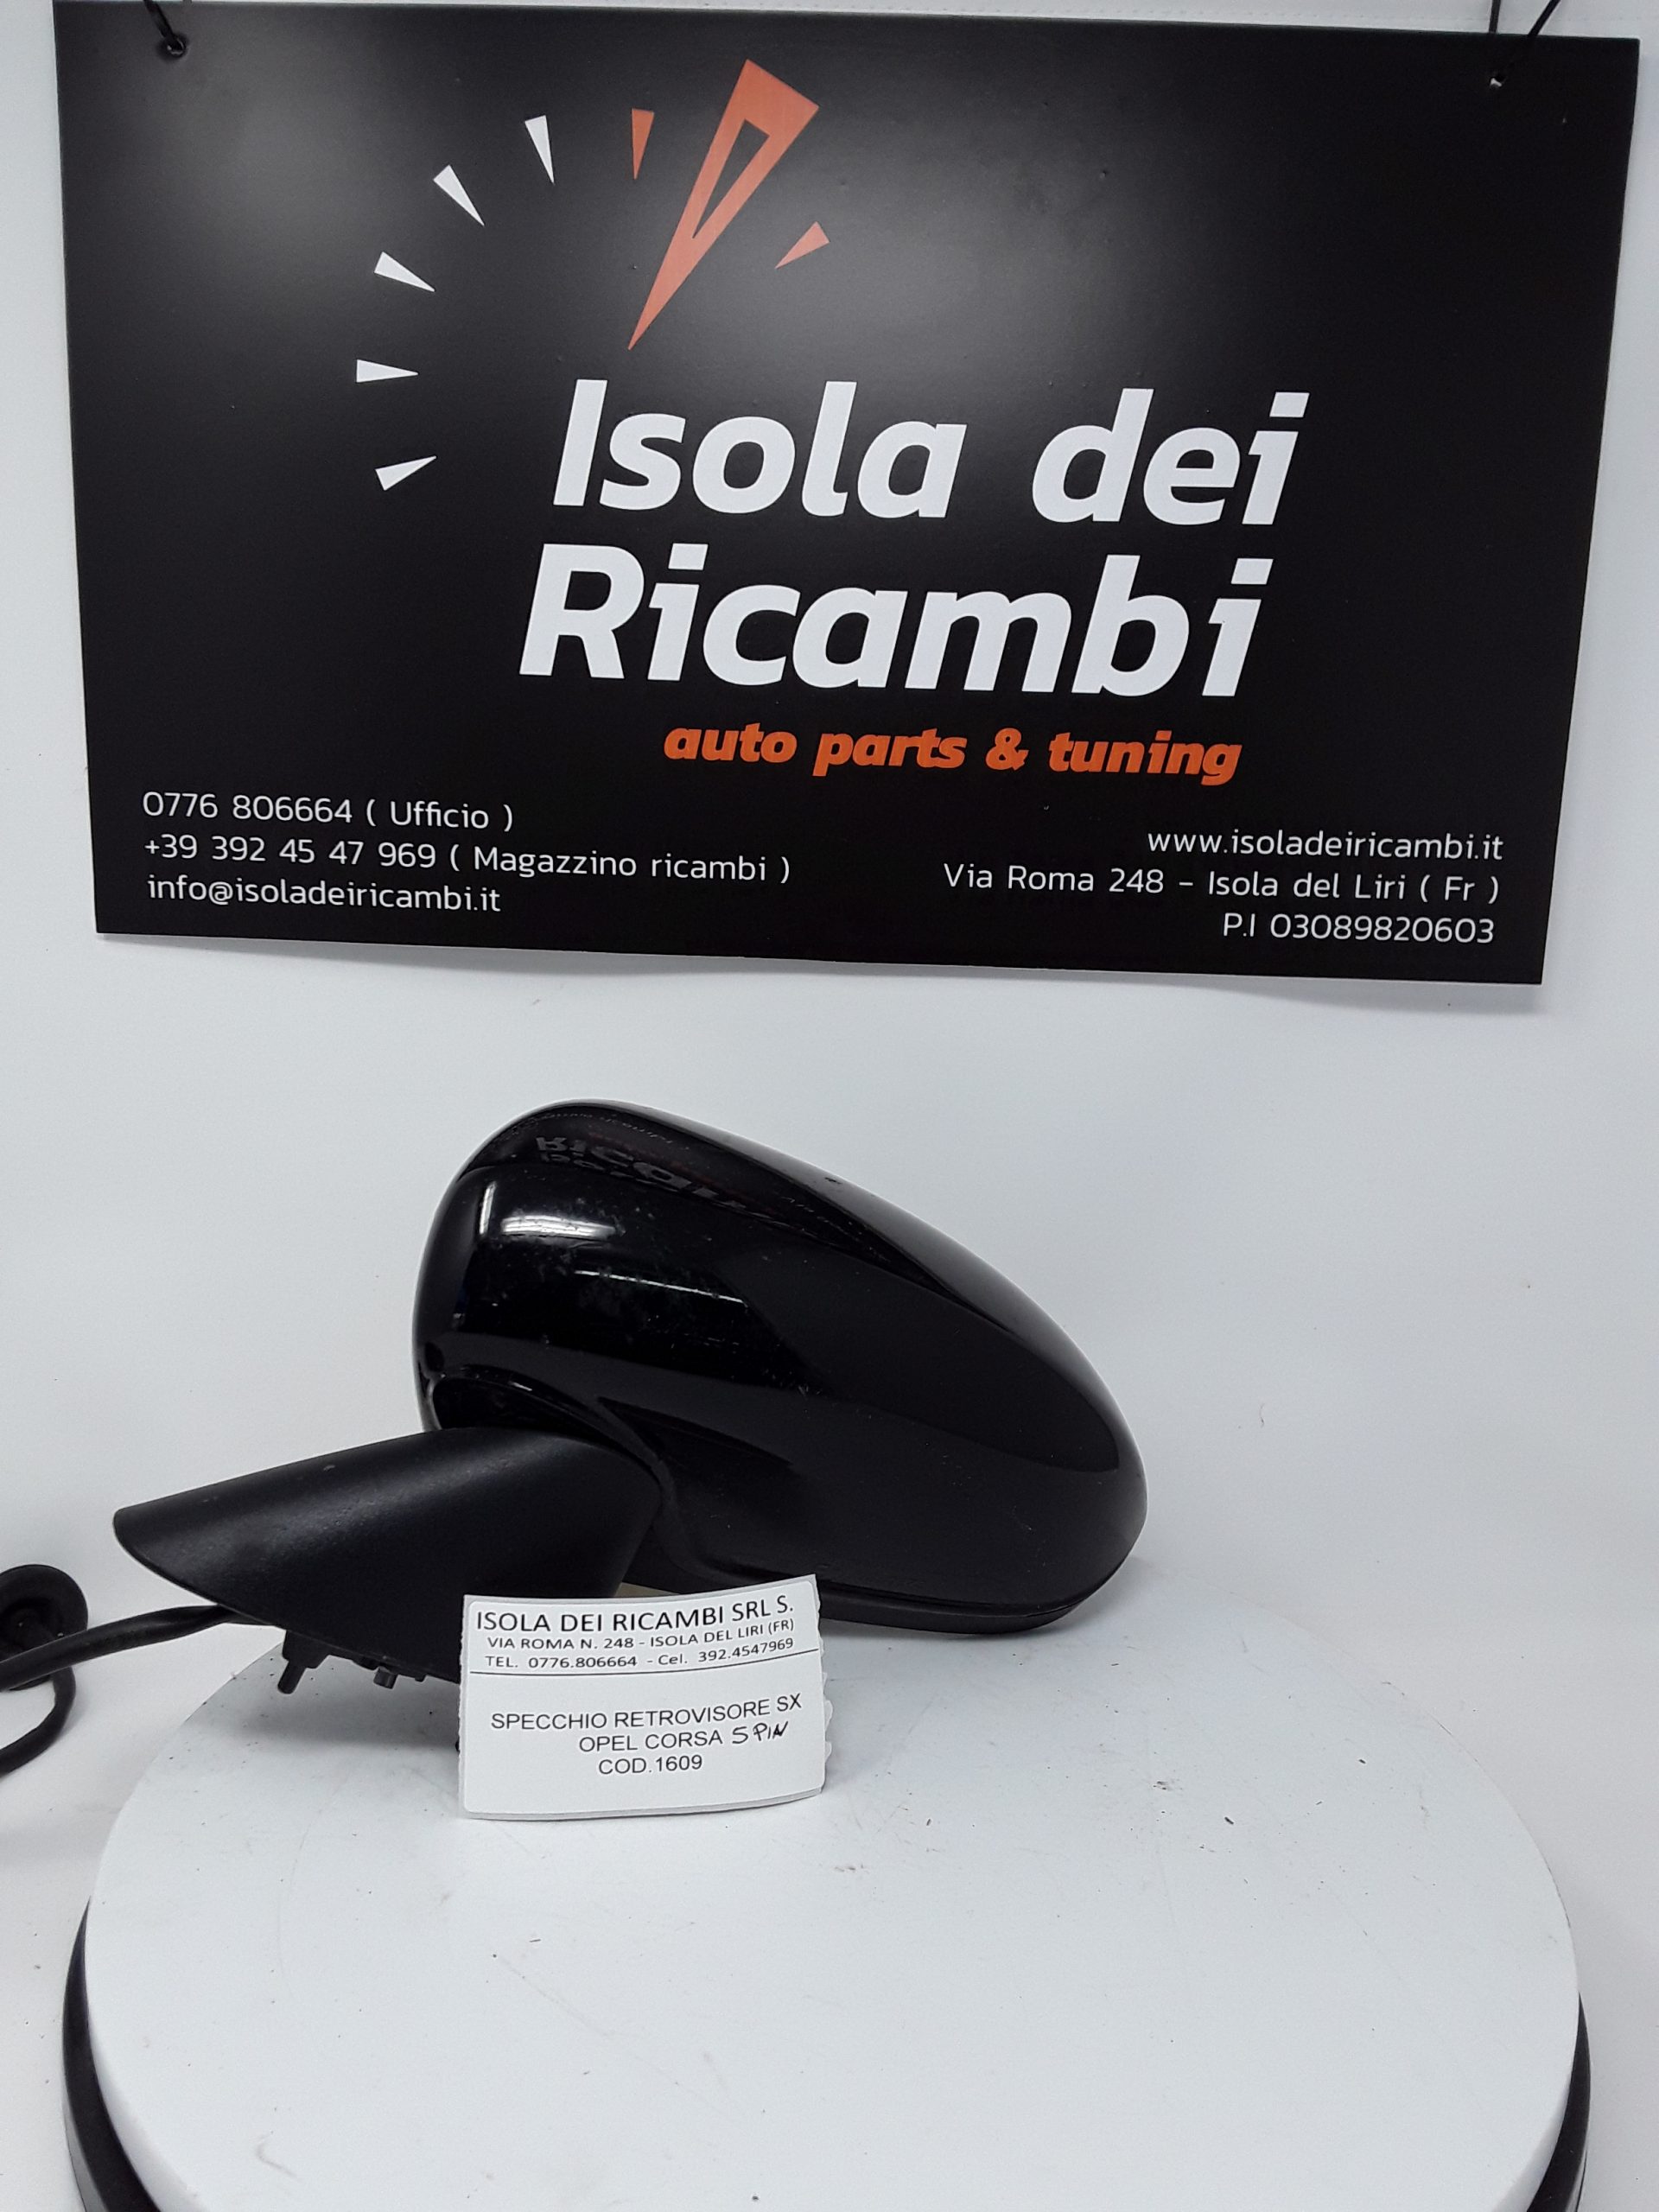 Isola dei
Ricambi
auto parts & tuning
0776 806664 ( Ufficio )
+39 392 45 47 969 ( Magazzino ricambi )
info@isoladeiricambi.it
www.isoladeiricambi.it
Via Roma 248 - Isola del Liri ( Fr )
P.I 03089820603
ISOLA DEI RICAMBI SRL S.
VIA ROMA N. 248 - ISOLA DEL LIRI (FR)
TEL. 0776.806664 - Cel. 392.4547969
SPECCHIO RETROVISORE SX
OPEL CORSA 5 PIN
COD.1609